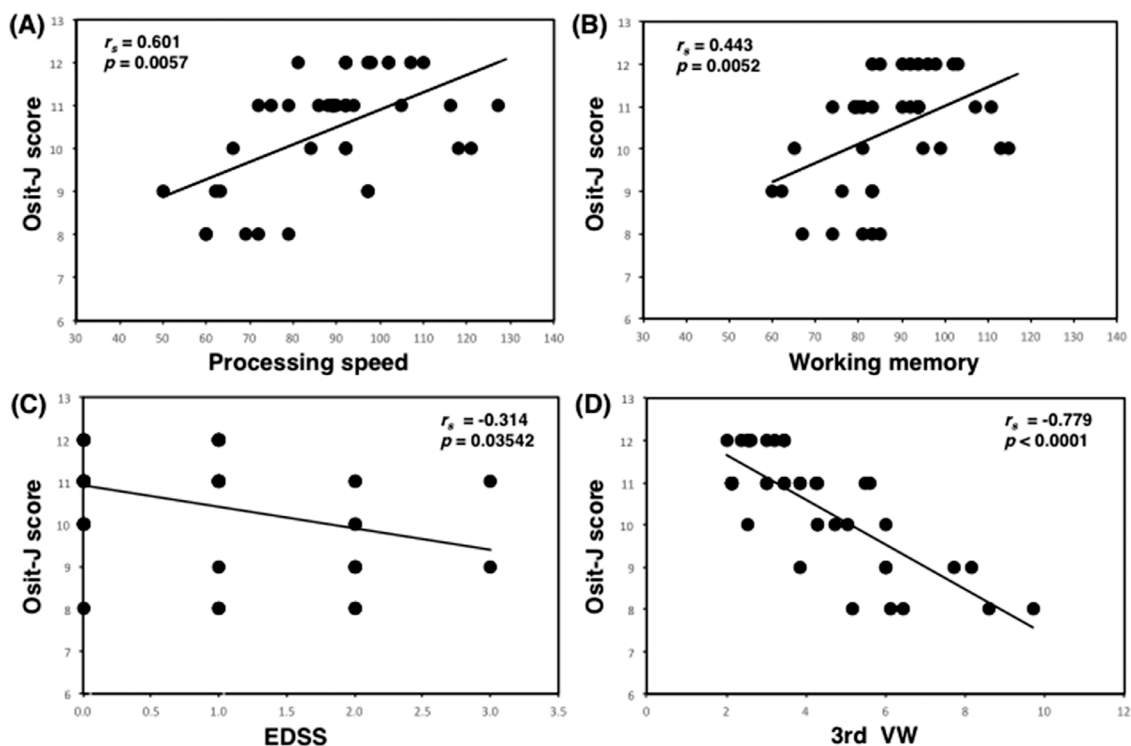 (A)
r_s = 0.601
p = 0.0057
13
12
11
10
9
8
7
6
Osit-J score
30 40 50 60 70 80 90 100 110 120 130 140
Processing speed
(B)
r_s = 0.443
p = 0.0052
13
12
11
10
9
8
7
6
Osit-J score
30 40 50 60 70 80 90 100 110 120 130 140
Working memory
(C)
r_s = -0.314
p = 0.03542
13
12
11
10
9
8
7
6
Osit-J score
0.0 0.5 1.0 1.5 2.0 2.5 3.0 3.5
EDSS
(D)
r_s = -0.779
p < 0.0001
13
12
11
10
9
8
7
6
Osit-J score
0 2 4 6 8 10 12
3rd VW